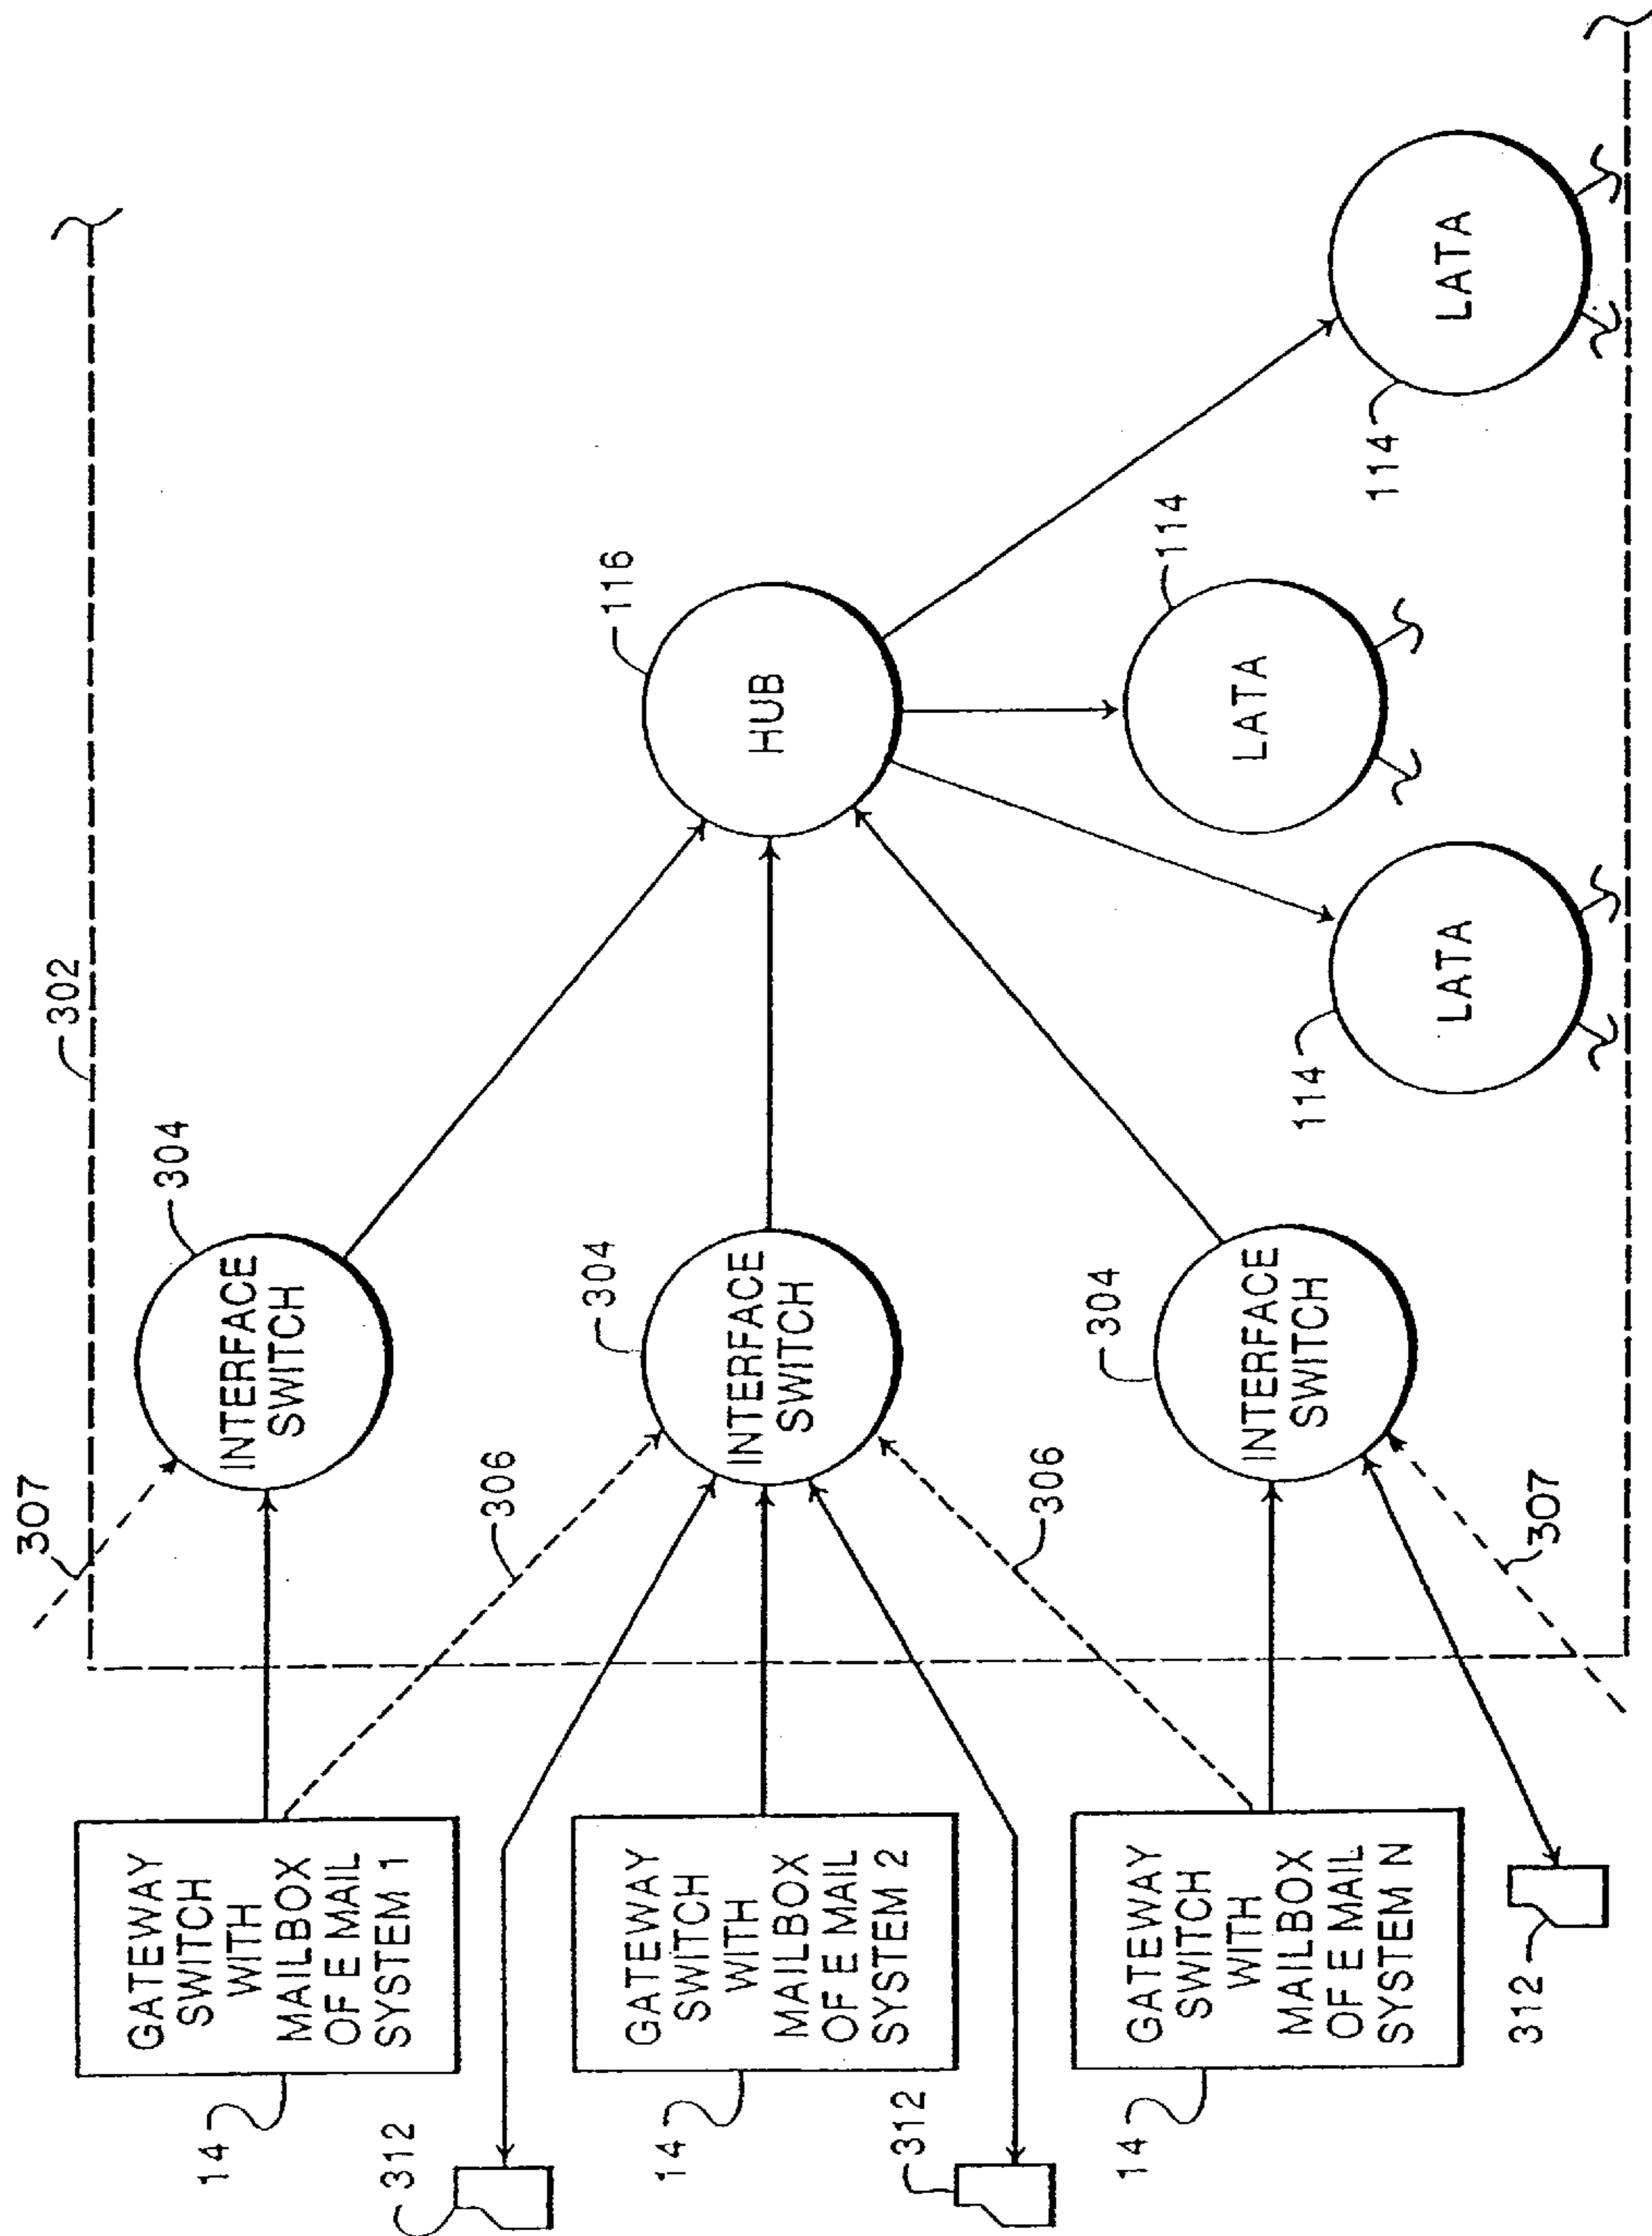 302
307
304
INTERFACE
SWITCH
GATEWAY
SWITCH
WITH
MAILBOX
OF E MAIL
SYSTEM 1
14
312
306
304
INTERFACE
SWITCH
116
HUB
GATEWAY
SWITCH
WITH
MAILBOX
OF E MAIL
SYSTEM 2
14
312
306
304
INTERFACE
SWITCH
GATEWAY
SWITCH
WITH
MAILBOX
OF E MAIL
SYSTEM N
14
312
307
114
LATA
114
LATA
114
LATA